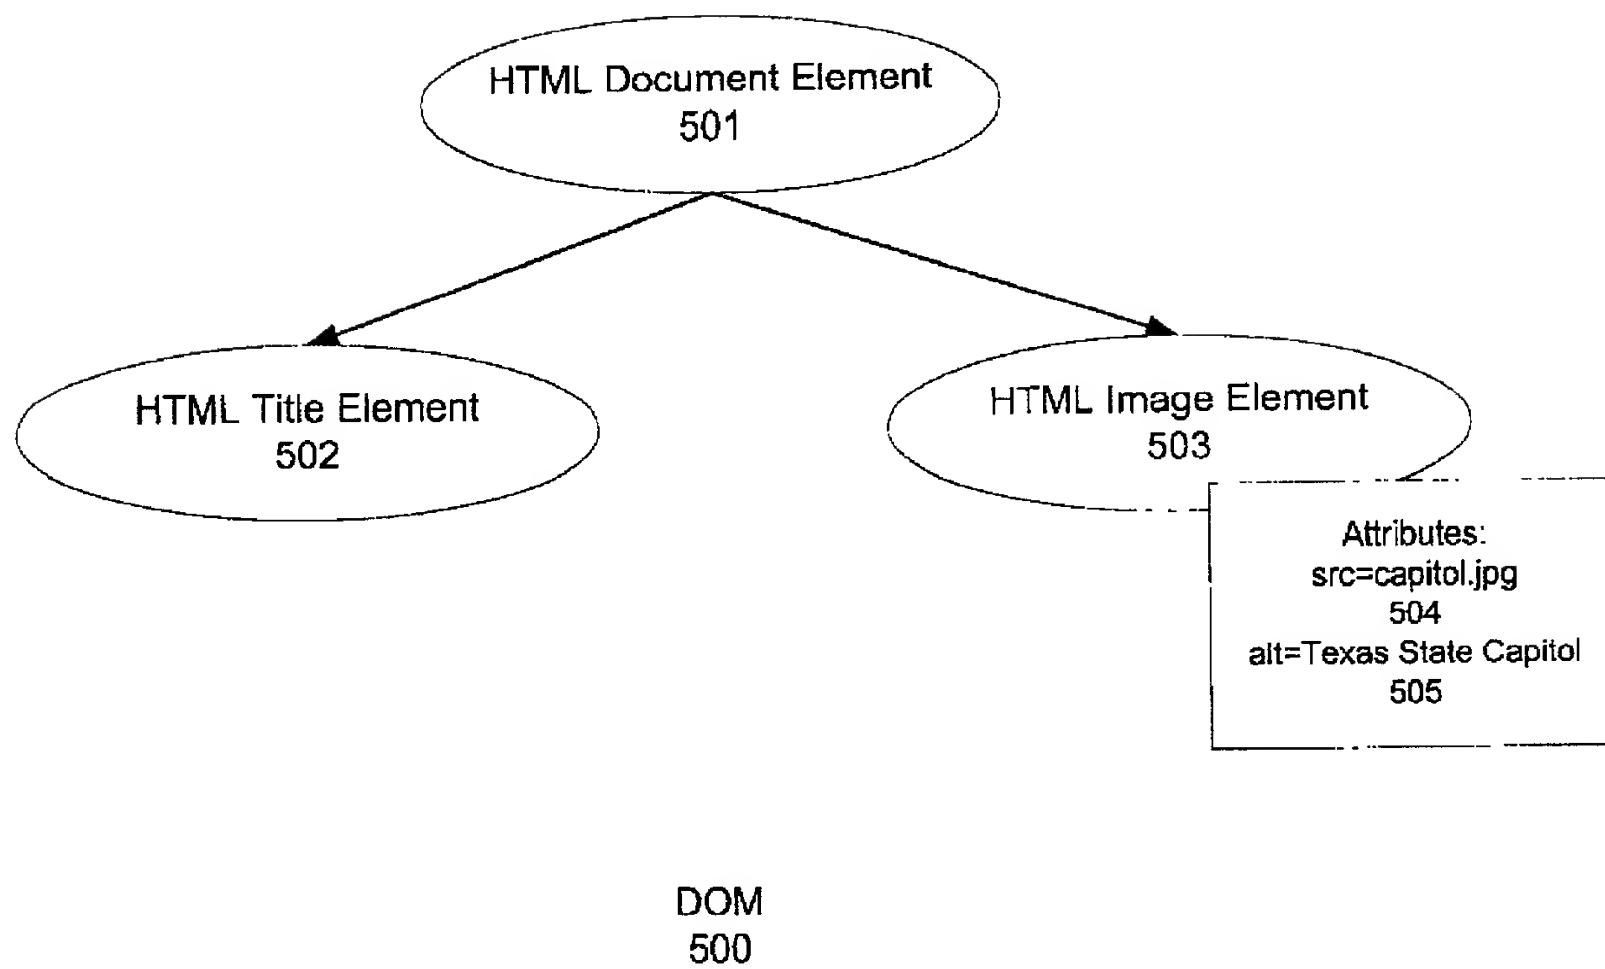 HTML Document Element
501
HTML Title Element
502
HTML Image Element
503
Attributes:
src=capitol.jpg
504
alt=Texas State Capitol
505
DOM
500